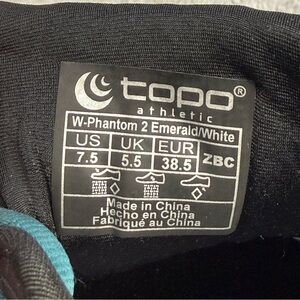 topo®
athletic
W-Phantom 2 Emerald/White
US UK EUR ZBC
7.5 5.5 38.5
Made in China
Hecho en China
Fabriqué au China